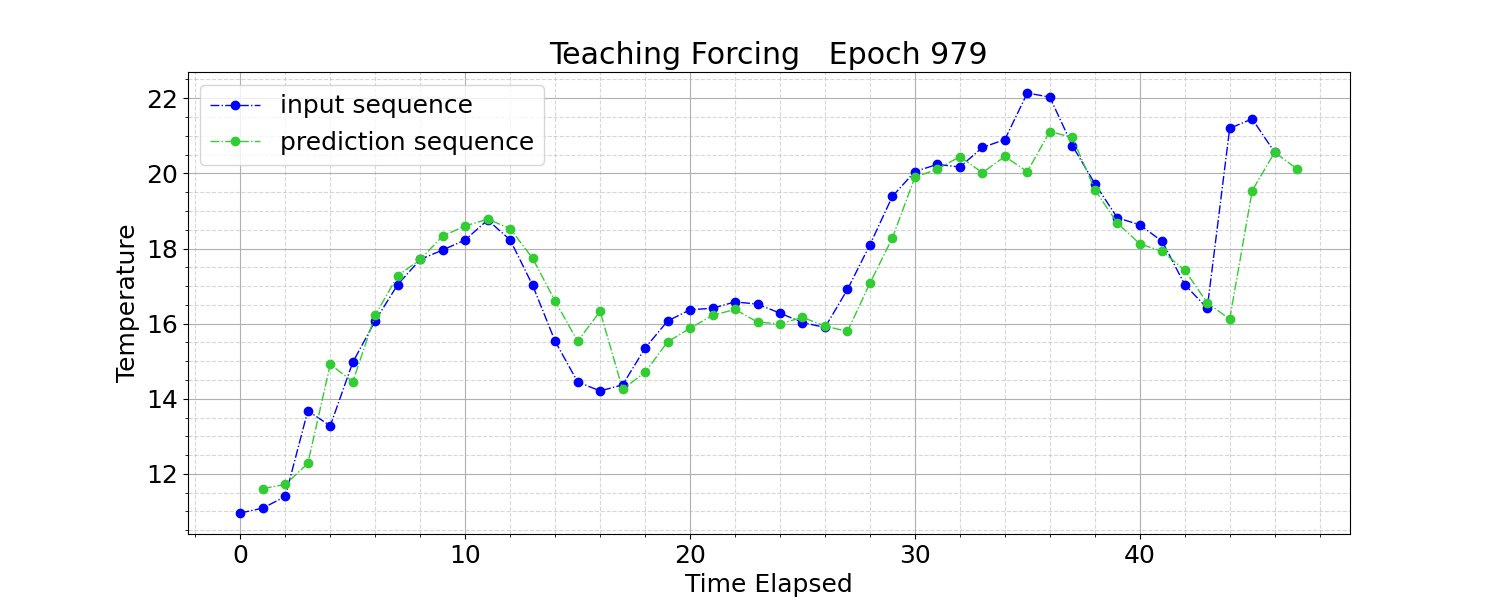 Teaching Forcing   Epoch 979
input sequence
prediction sequence
Temperature
22
20
18
16
14
12
0 10 20 30 40
Time Elapsed